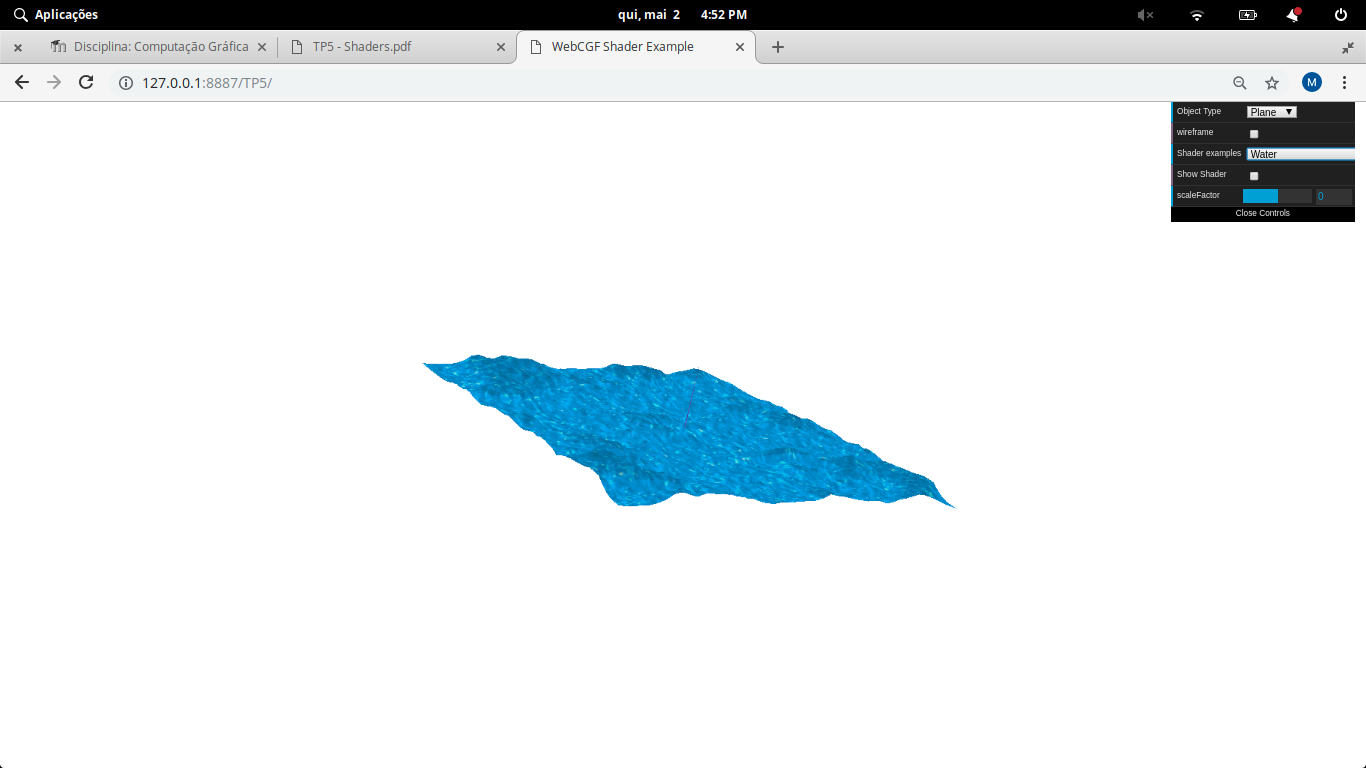 Aplicações qui, mai 2 4:52 PM
Disciplina: Computação Gráfica TP5 - Shaders.pdf WebCGF Shader Example
127.0.0.1:8887/TP5/ M
Object Type Plane
wireframe
Shader examples Water
Show Shader
scaleFactor 0
Close Controls